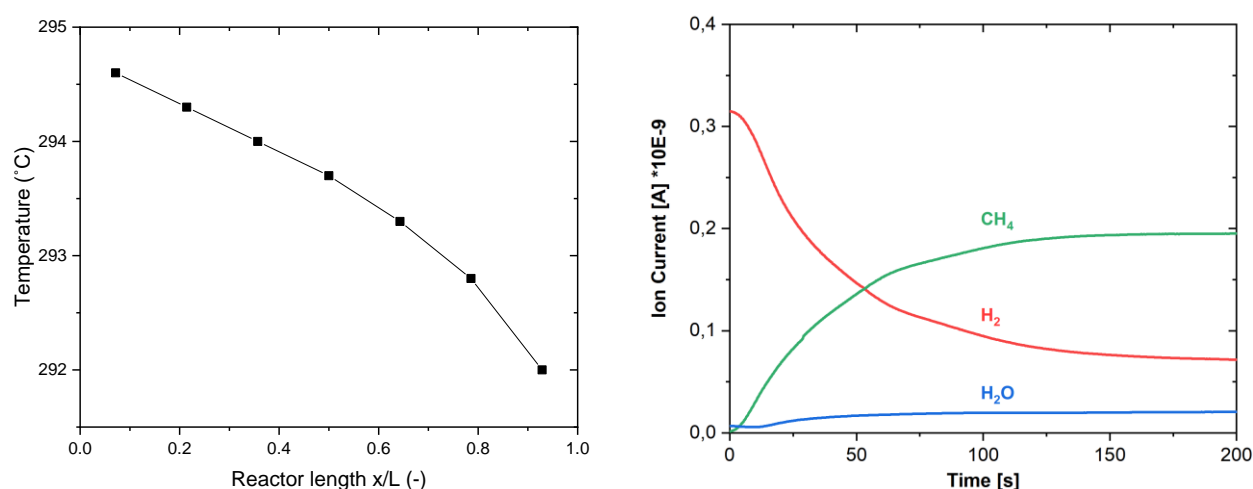 295
294
293
292
Temperature (˚C)
0.0
0.2
0.4
0.6
0.8
1.0
Reactor length x/L (-)
0,4
0,3
0,2
0,1
0,0
Ion Current [A] *10E-9
CH₄
H₂
H₂O
0
50
100
150
200
Time [s]